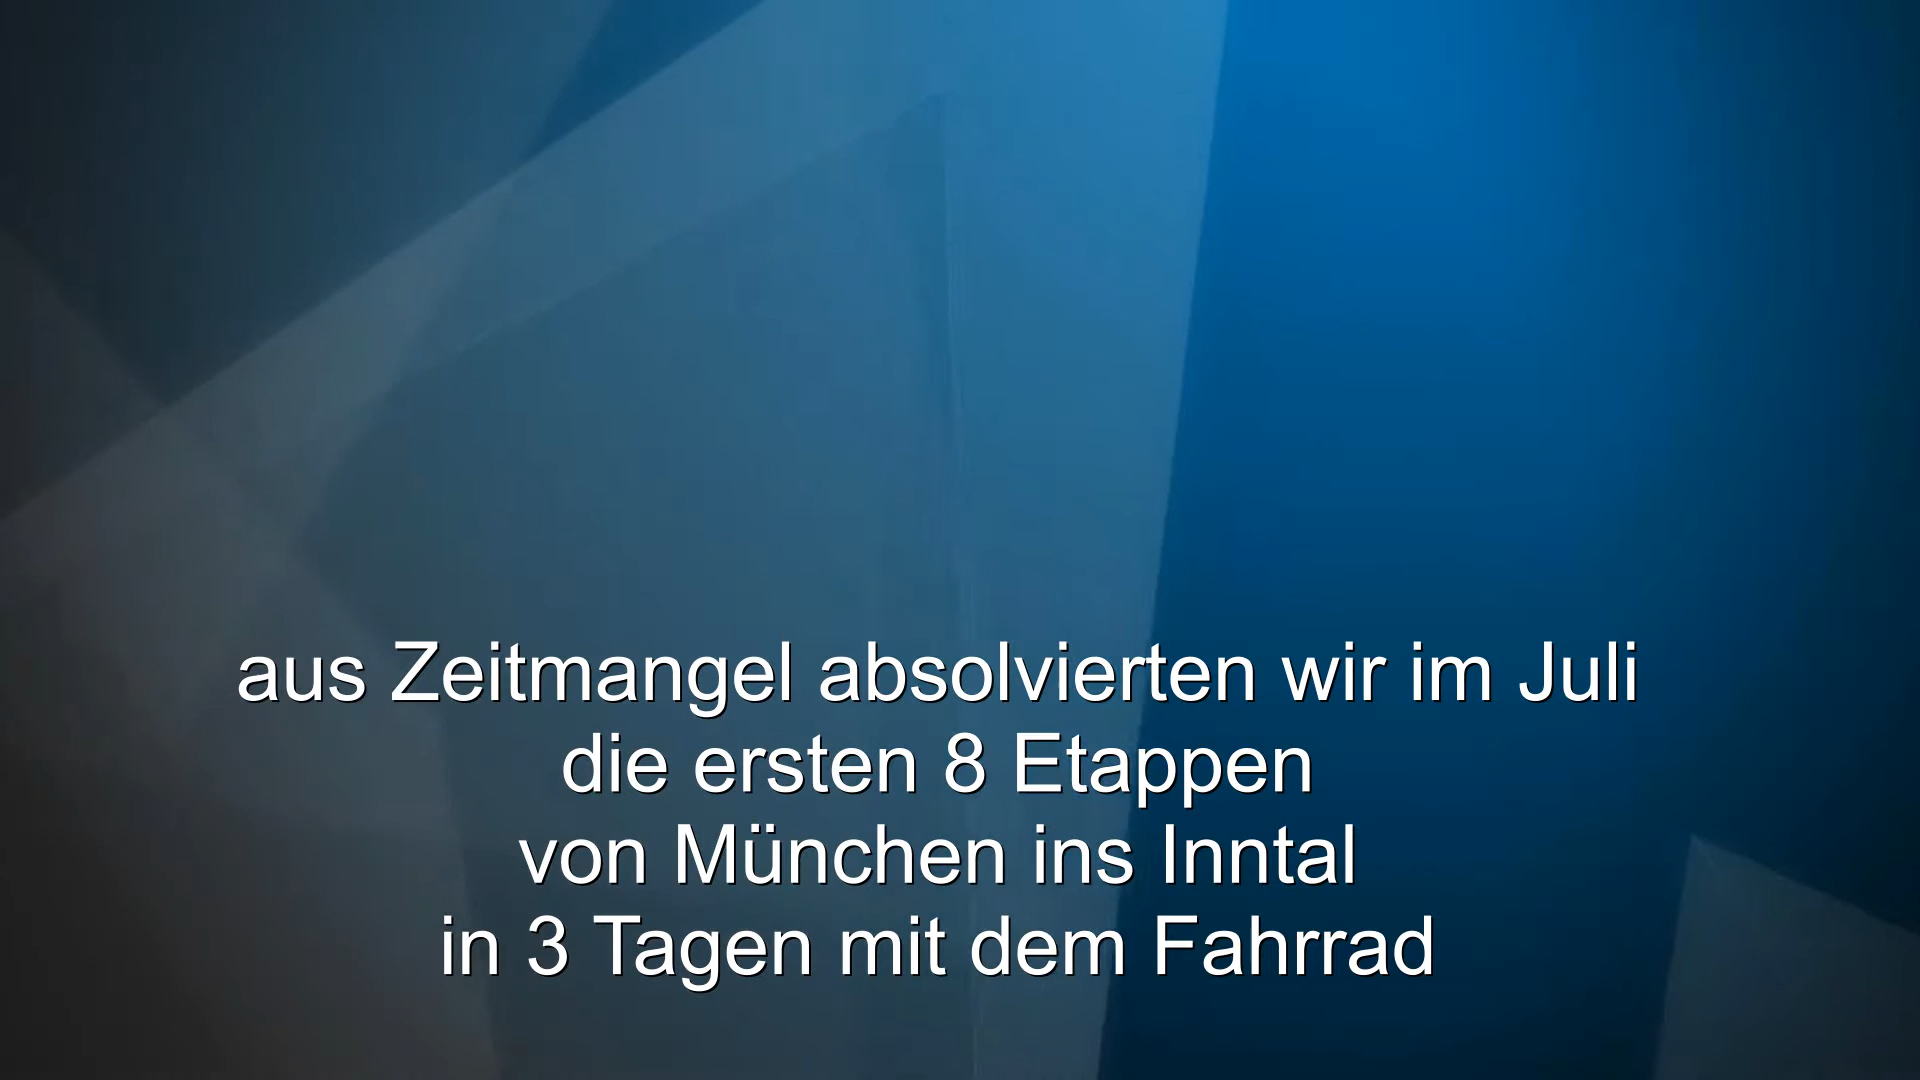 aus Zeitmangel absolvierten wir im Juli
die ersten 8 Etappen
von München ins Inntal
in 3 Tagen mit dem Fahrrad